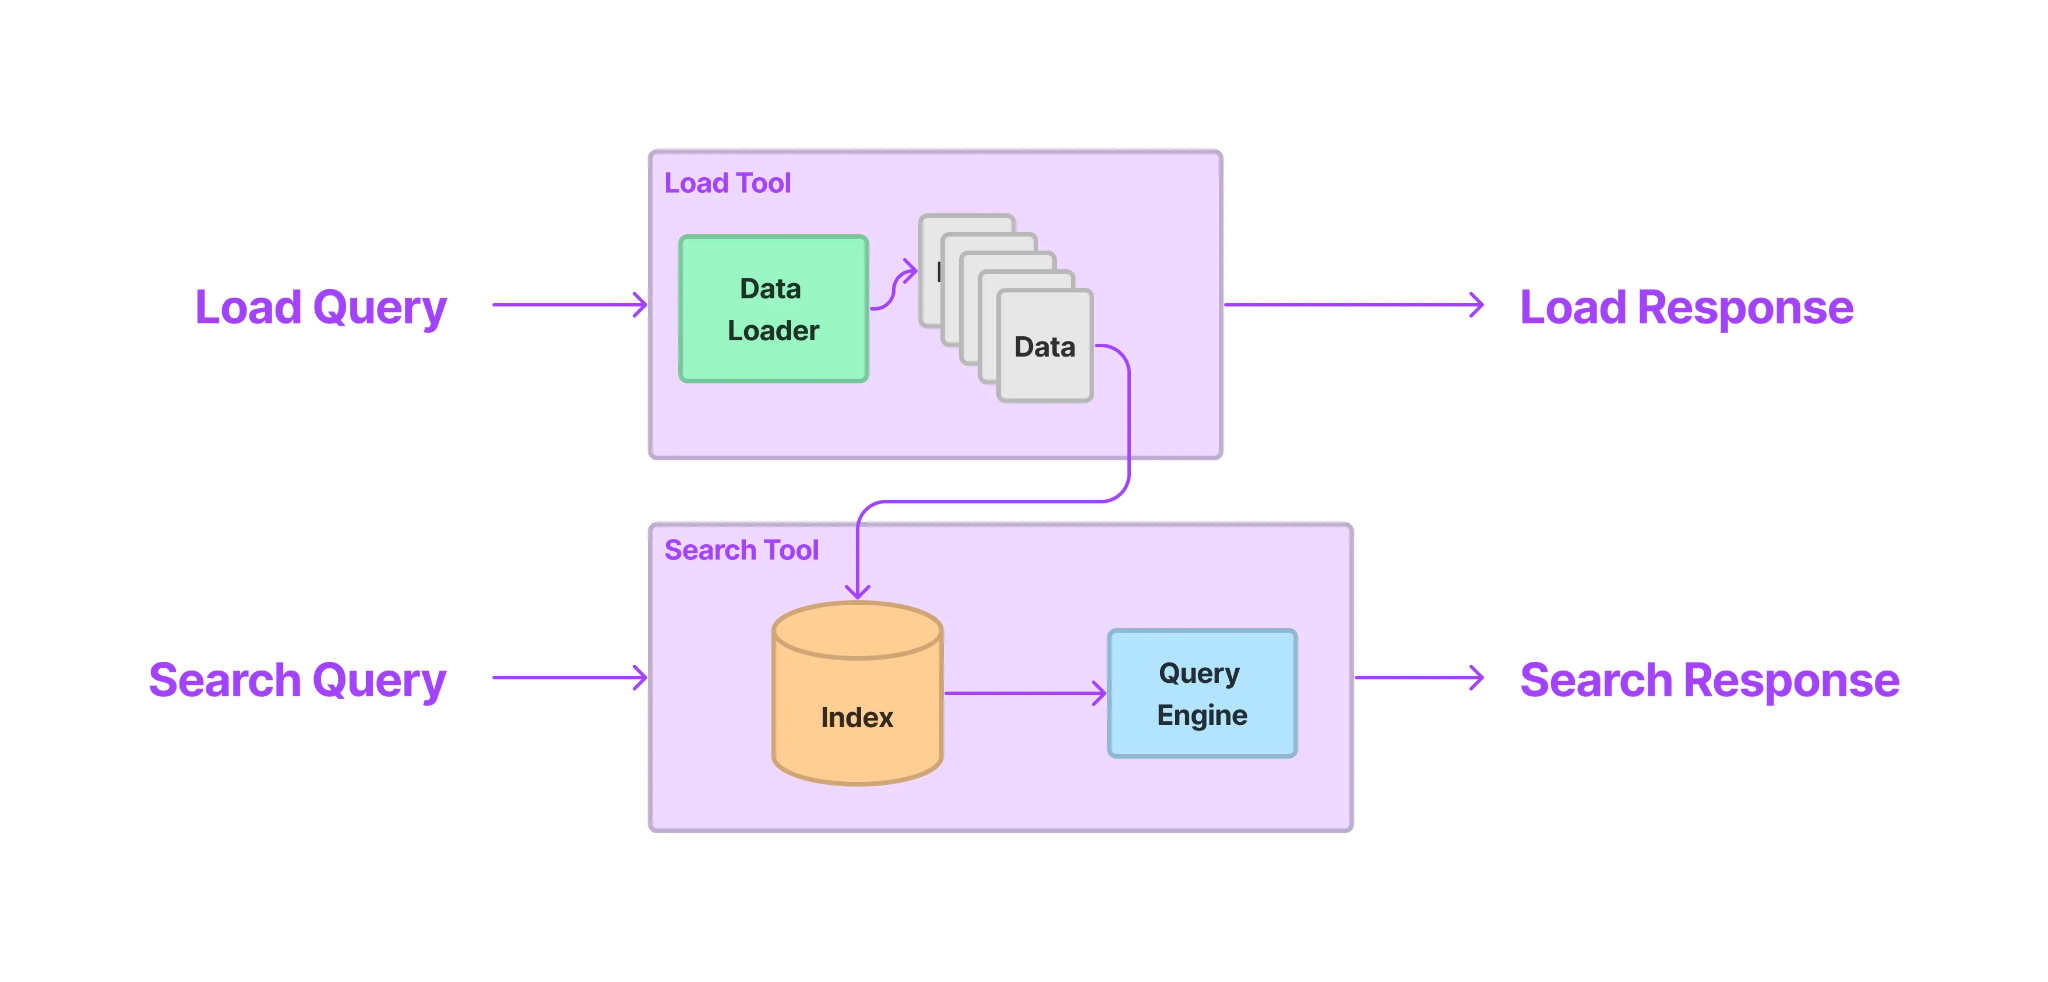 Load Tool
Data
Loader
Data
Load Query
Load Response
Search Tool
Index
Query
Engine
Search Query
Search Response